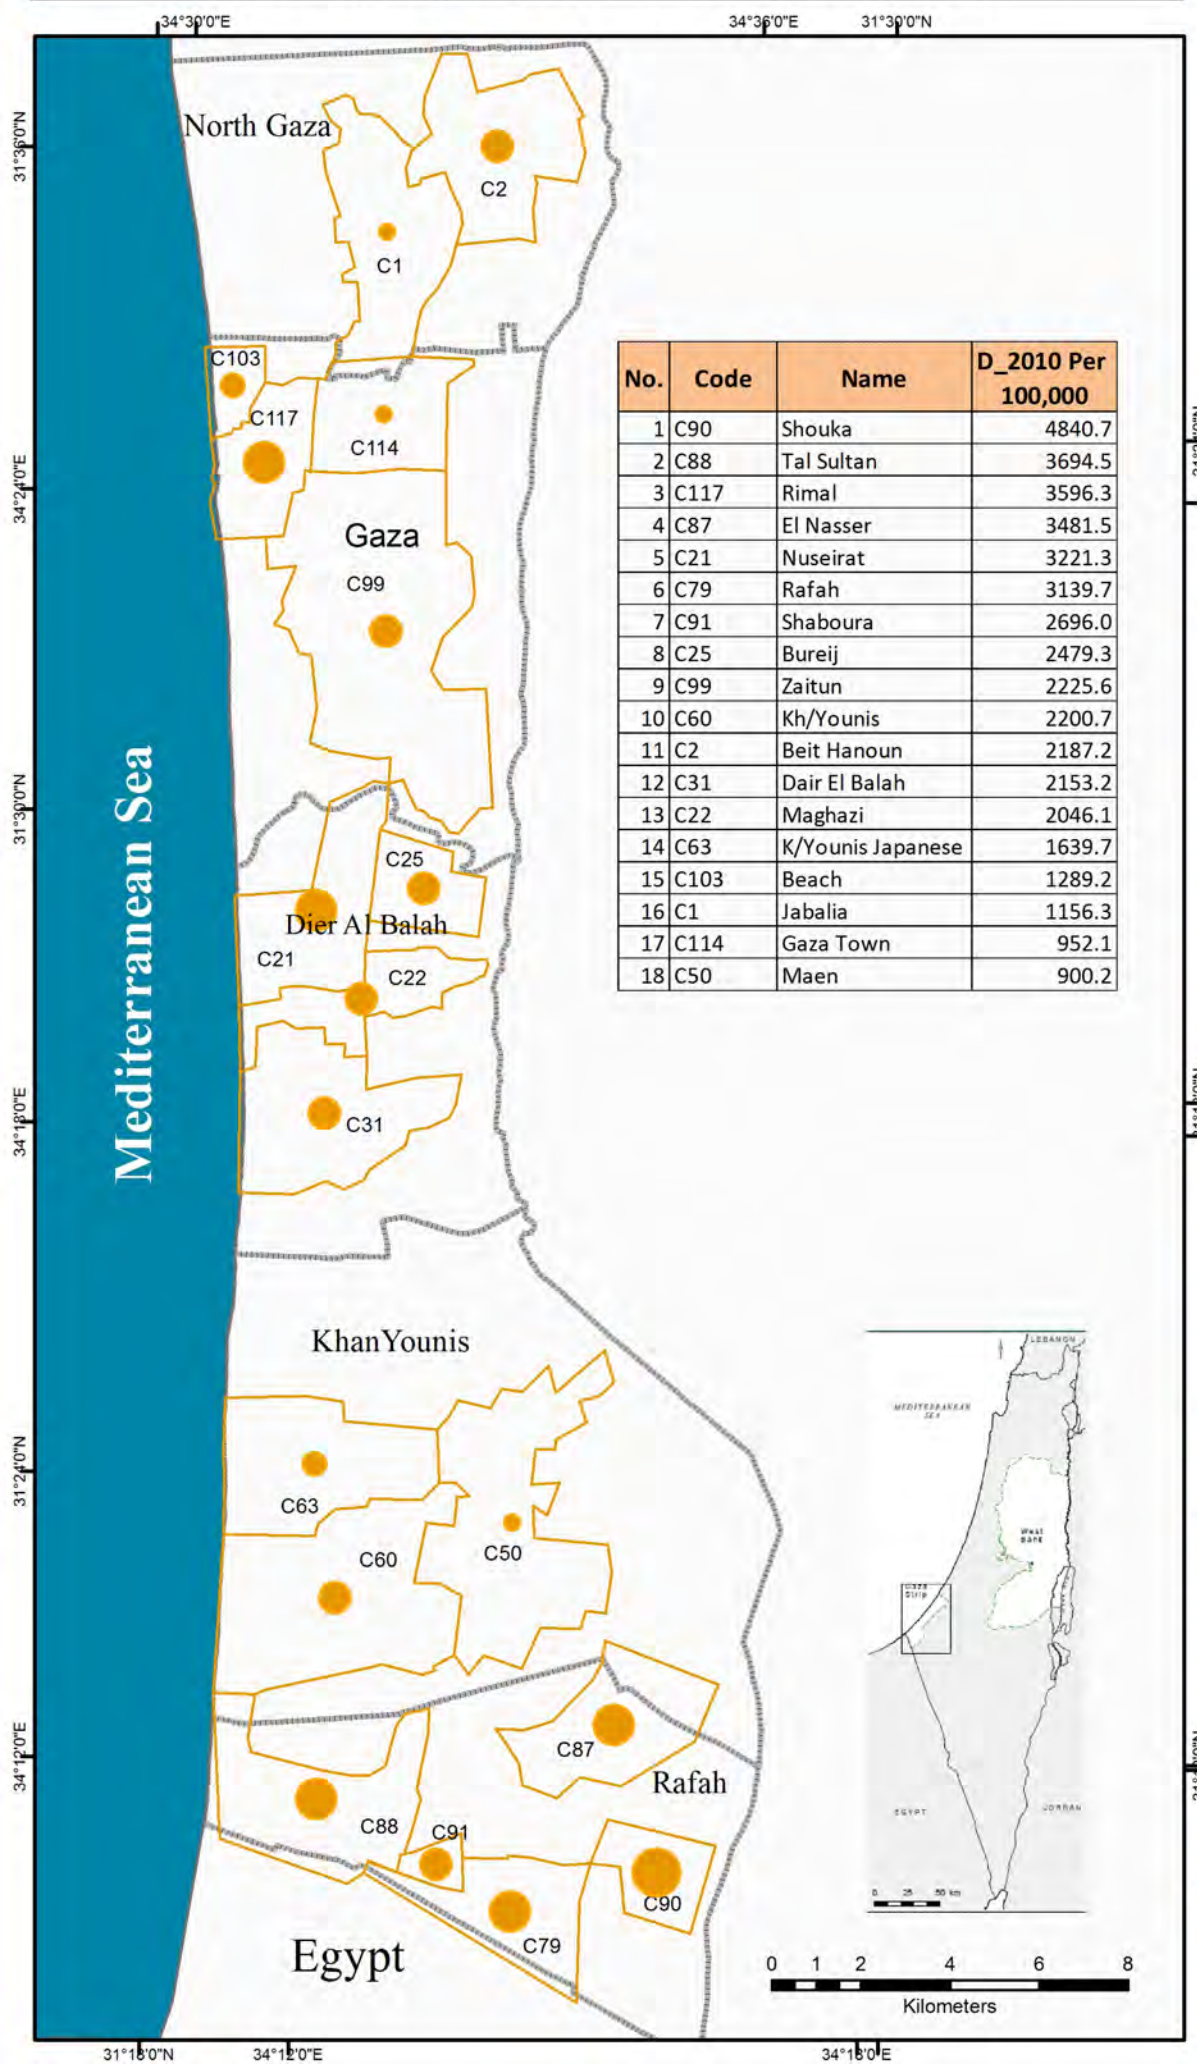 34°30'0"E
34°36'0"E
31°30'0"N
31°36'0"N
34°24'0"E
31°30'0"N
34°18'0"E
31°24'0"N
34°12'0"E
North Gaza
C2
C1
C103
C117
C114
Gaza
C99
Mediterranean Sea
C25
Dier Al Balah
C21
C22
C31
KhanYounis
C63
C60
C50
C87
Rafah
C88
C91
C90
C79
Egypt
No. Code Name D_2010 Per 100,000
1 C90 Shouka 4840.7
2 C88 Tal Sultan 3694.5
3 C117 Rimal 3596.3
4 C87 El Nasser 3481.5
5 C21 Nuseirat 3221.3
6 C79 Rafah 3139.7
7 C91 Shaboura 2696.0
8 C25 Bureij 2479.3
9 C99 Zaitun 2225.6
10 C60 Kh/Younis 2200.7
11 C2 Beit Hanoun 2187.2
12 C31 Dair El Balah 2153.2
13 C22 Maghazi 2046.1
14 C63 K/Younis Japanese 1639.7
15 C103 Beach 1289.2
16 C1 Jabalia 1156.3
17 C114 Gaza Town 952.1
18 C50 Maen 900.2
LEBANON
MEDITERRANEAN
SEA
West
BANK
Gaza
Strip
EGYPT
JORDAN
0 25 50 km
0 1 2 4 6 8
Kilometers
31°18'0"N
34°12'0"E
34°18'0"E